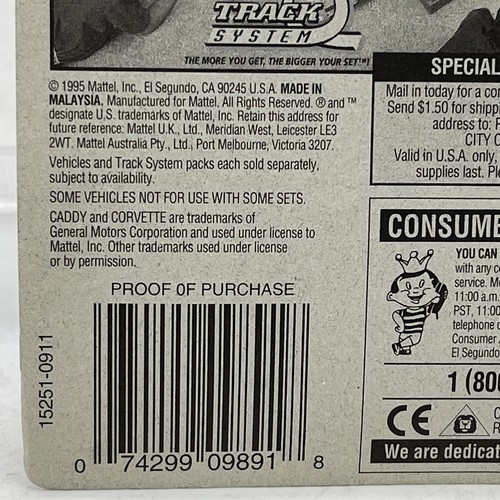 TRACK
SYSTEM
THE MORE YOU GET, THE BIGGER YOUR SET!™!
© 1995 Mattel, Inc., El Segundo, CA 90245 U.S.A. MADE IN
MALAYSIA. Manufactured for Mattel. All Rights Reserved. ® and ™
designate U.S. trademarks of Mattel, Inc. Retain this address for
future reference: Mattel U.K., Ltd., Meridian West, Leicester LE3
2WT. Mattel Australia Pty., Ltd., Port Melbourne, Victoria 3207.
Vehicles and Track System packs each sold separately,
subject to availability.
SOME VEHICLES NOT FOR USE WITH SOME SETS.
CADDY and CORVETTE are trademarks of
General Motors Corporation and used under license to
Mattel, Inc. Other trademarks used under license
or by permission.
PROOF OF PURCHASE
15251-0911
0 74299 09891 8
SPECIAL
Mail in today for a
Send $1.50 for
address to:
CITY
Valid in U.S.A. only,
supplies last.
CONSUME
YOU CAN
with any
service.
11:00 a.m.
PST, 11:00
telephone
Consumer
El Segundo
1 (80
CE
We are dedicat